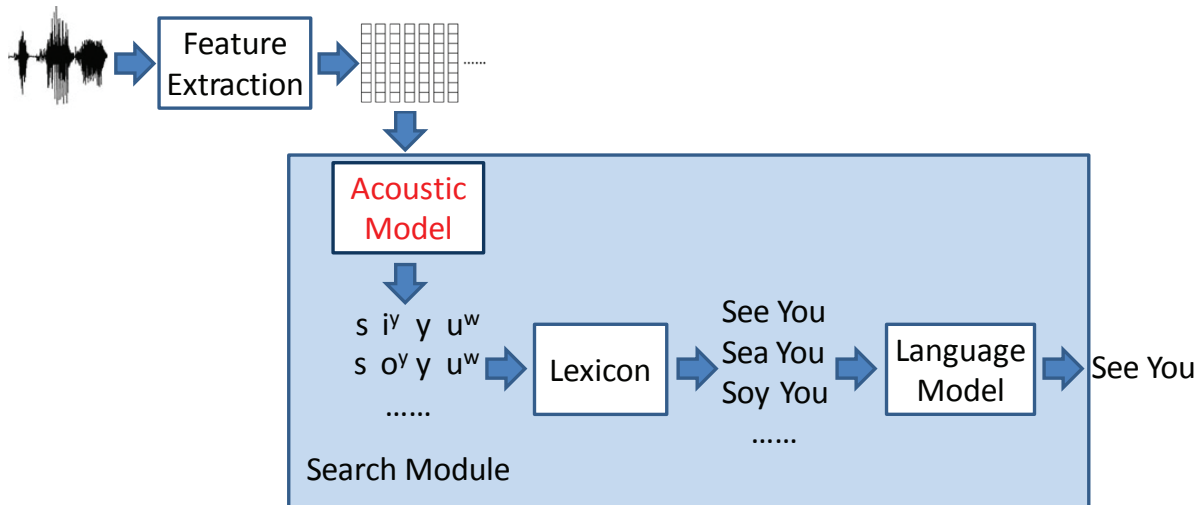 Feature
Extraction
......
Acoustic
Model
s iʸ y uʷ
s oʸ y uʷ
......
Lexicon
See You
Sea You
Soy You
......
Language
Model
See You
Search Module